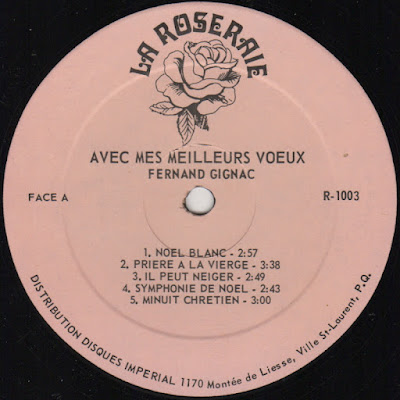 LA ROSERAIE
AVEC MES MEILLEURS VOEUX
FERNAND GIGNAC
FACE A
R-1003
1. NOEL BLANC - 2:57
2. PRIERE A LA VIERGE - 3:38
3. IL PEUT NEIGER - 2:49
4. SYMPHONIE DE NOEL - 2:43
5. MINUIT CHRETIEN - 3:00
DISTRIBUTION DISQUES IMPERIAL 1170 Montée de Liesse, Ville St-Laurent, P.Q.